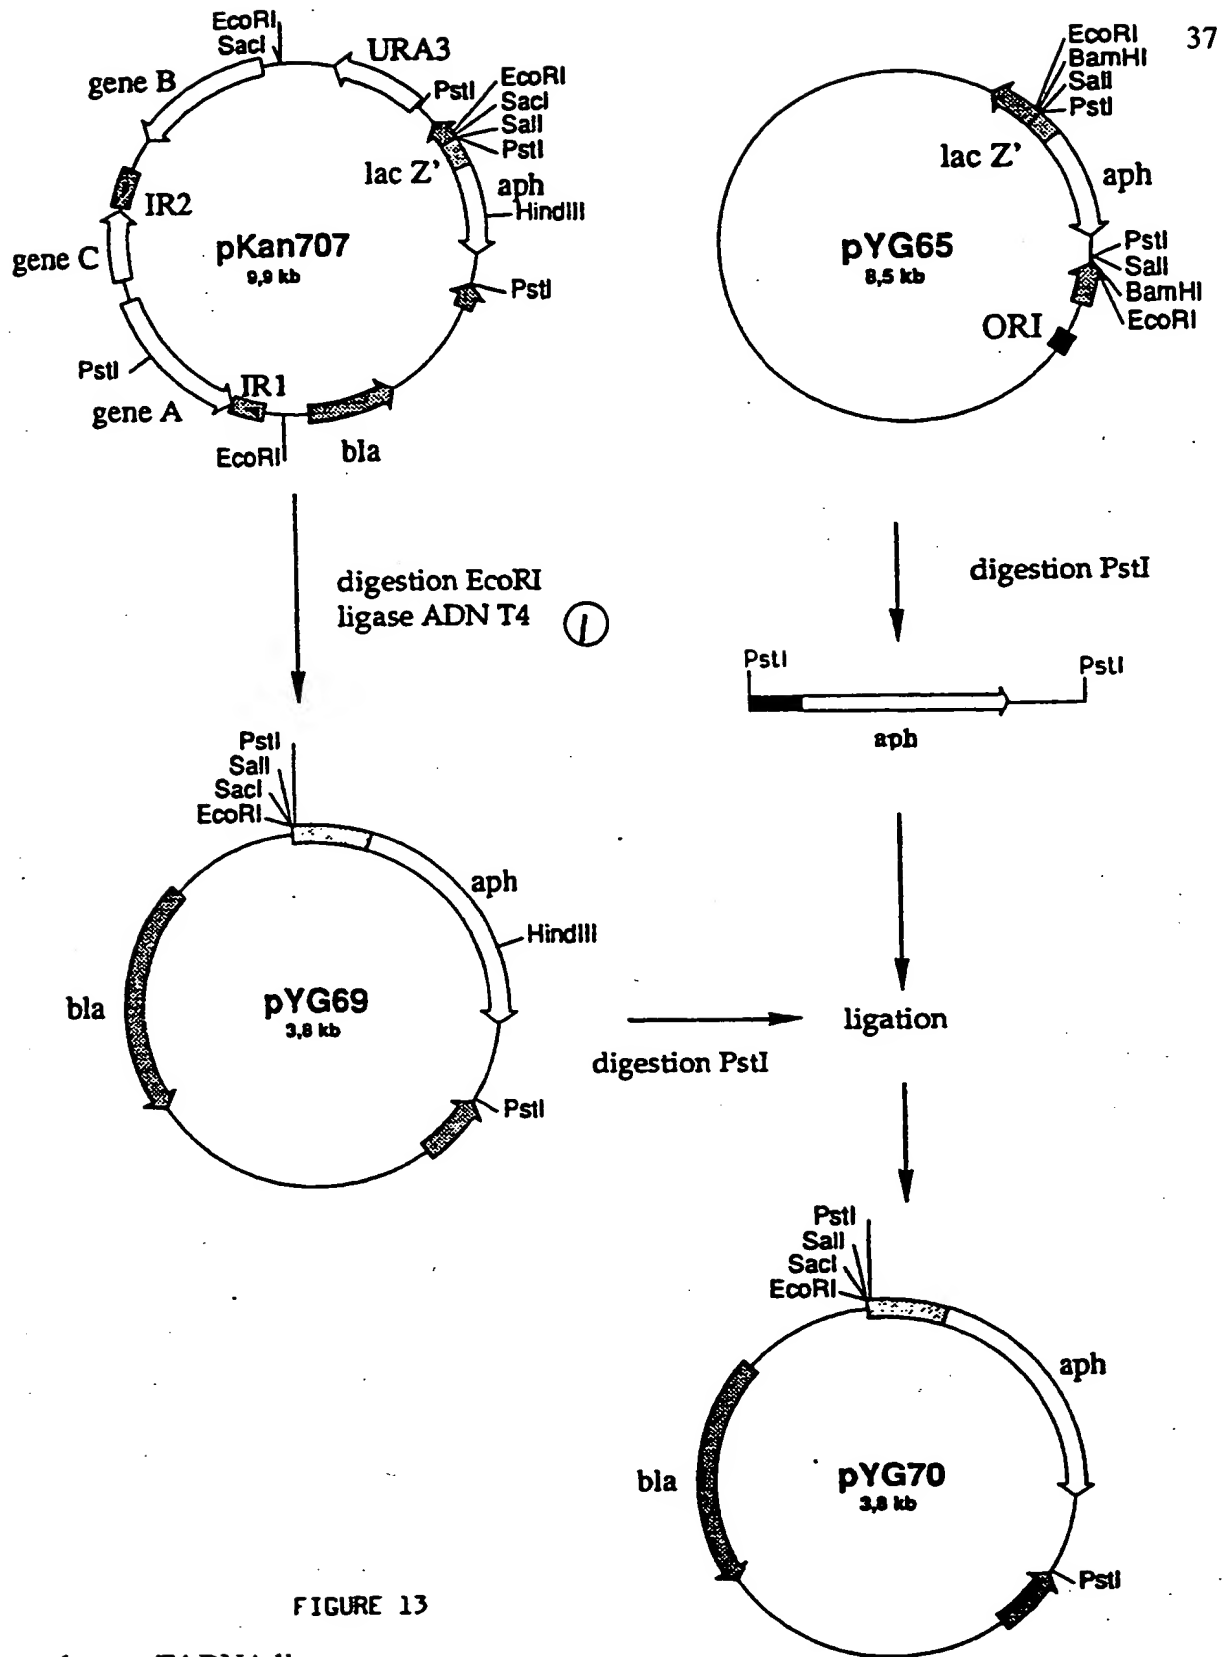 37
EcoRI
SacI
URA3
gene B
PstI
EcoRI
SacI
SalI
PstI
lac Z'
aph
HindIII
IR2
pKan707
9,9 kb
gene C
PstI
PstI
IR1
gene A
EcoRI
bla
EcoRI
BamHI
SalI
PstI
lac Z'
aph
pYG65
8,5 kb
PstI
SalI
BamHI
EcoRI
ORI
digestion EcoRI
ligase ADN T4
1
digestion PstI
PstI
PstI
aph
PstI
SalI
SacI
EcoRI
aph
HindIII
bla
pYG69
3,8 kb
PstI
digestion PstI
ligation
PstI
SalI
SacI
EcoRI
aph
bla
pYG70
3,8 kb
PstI
FIGURE 13